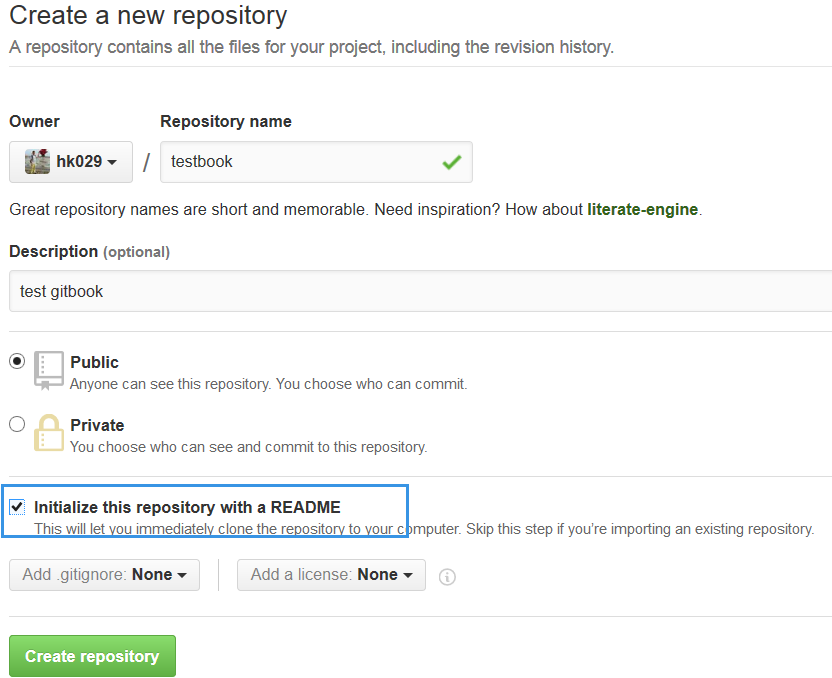 Create a new repository
A repository contains all the files for your project, including the revision history.
Owner
Repository name
hk029
/
testbook
Great repository names are short and memorable. Need inspiration? How about literate-engine.
Description (optional)
test gitbook
Public
Anyone can see this repository. You choose who can commit.
Private
You choose who can see and commit to this repository.
Initialize this repository with a README
This will let you immediately clone the repository to your computer. Skip this step if you’re importing an existing repository.
Add .gitignore: None
Add a license: None
Create repository